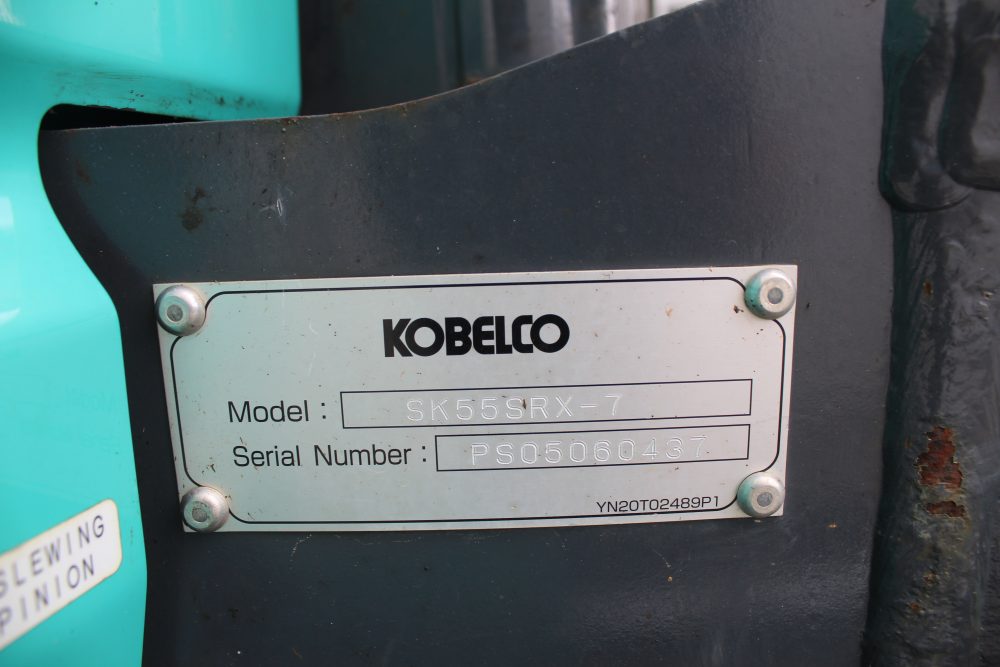 KOBELCO
Model : SK55SRX-7
Serial Number : PS05060437
YN20T02489P1
SLEWING
PINION